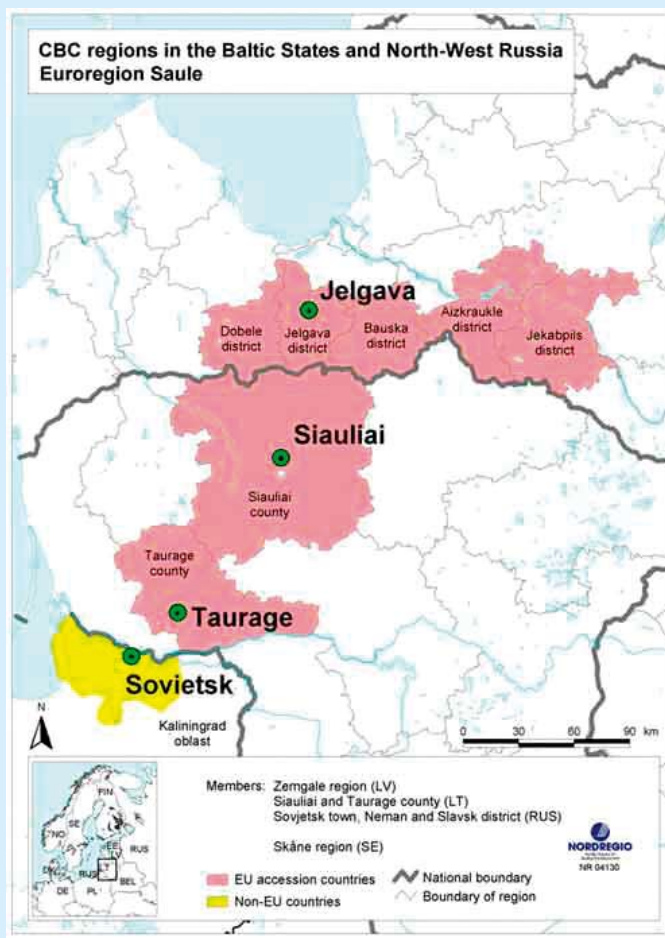 CBC regions in the Baltic States and North-West Russia
Euroregion Saule
Jelgava
Dobele
district
Jelgava
district
Bauska
district
Aizkraukle
district
Jekabpils
district
Siauliai
Siauliai
county
Taurage
county
Taurage
Sovietsk
Kaliningrad
oblast
N
0 30 60 90 km
Members: Zemgale region (LV)
Siauliai and Taurage county (LT)
Sovjetsk town, Neman and Slavsk district (RUS)
Skåne region (SE)
EU accession countries
National boundary
Non-EU countries
Boundary of region
NORDREGIO
NR 04130
FIN
SE
NO
EE
LV
RUS
DK
LT
RUS
BEL
DE
PL